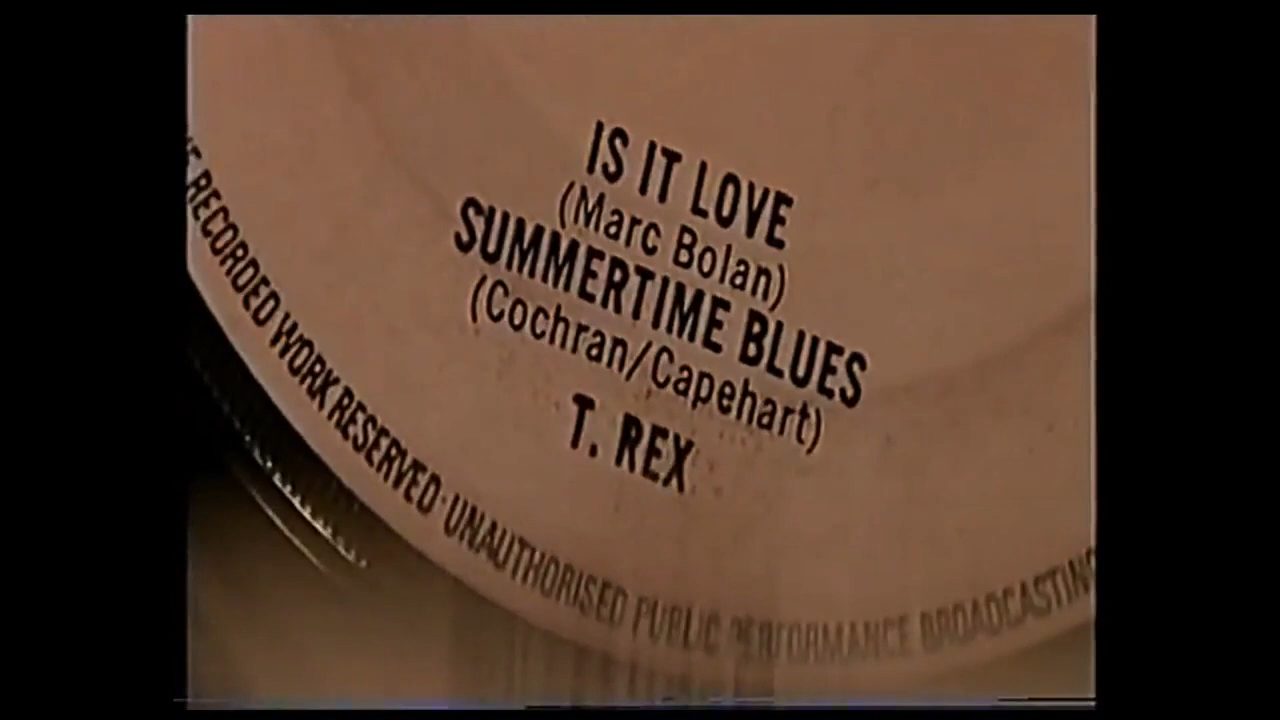 IS IT LOVE
(Marc Bolan)
SUMMERTIME BLUES
(Cochran/Capehart)
T. REX
RECORDED WORK RESERVED · UNAUTHORISED PUBLIC PERFORMANCE BROADCASTING